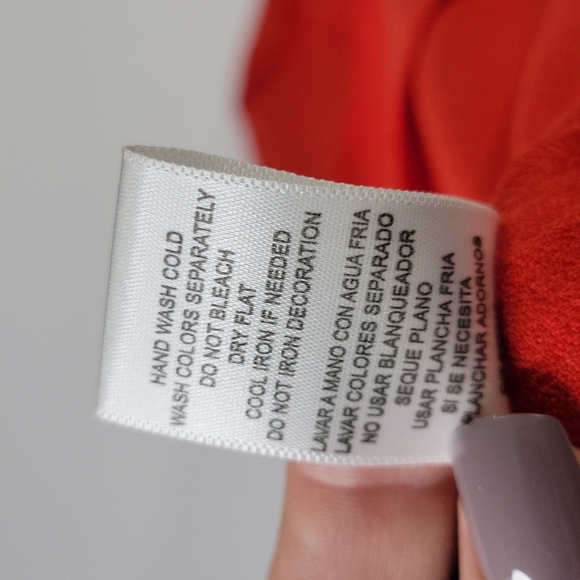 HAND WASH COLD
WASH COLORS SEPARATELY
DO NOT BLEACH
DRY FLAT
COOL IRON IF NEEDED
DO NOT IRON DECORATION
LAVAR A MANO CON AGUA FRIA
LAVAR COLORES SEPARADO
NO USAR BLANQUEADOR
SEQUE PLANO
USAR PLANCHA FRIA
SI SE NECESITA
PLANCHAR ADORNOS